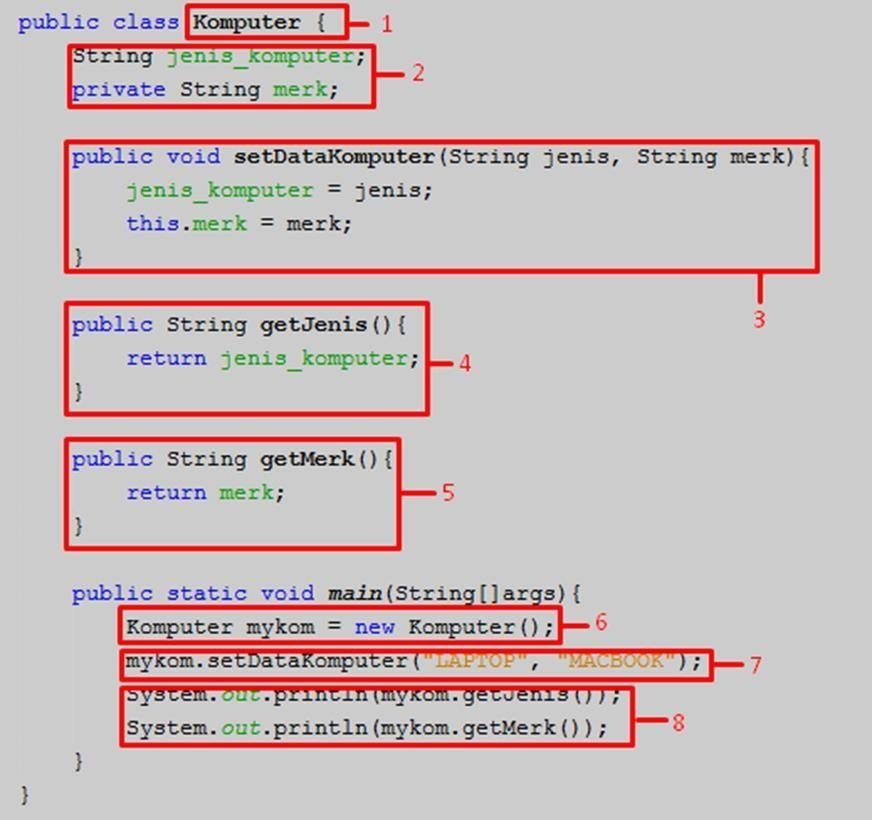 public class Komputer { 1
String jenis_komputer;
private String merk; 2
public void setDataKomputer(String jenis, String merk){
jenis_komputer = jenis;
this.merk = merk;
}
3
public String getJenis(){
return jenis_komputer; 4
}
public String getMerk(){
return merk; 5
}
public static void main(String[]args){
Komputer mykom = new Komputer(); 6
mykom.setDataKomputer("LAPTOP", "MACBOOK"); 7
System.out.println(mykom.getJenis());
System.out.println(mykom.getMerk()); 8
}
}